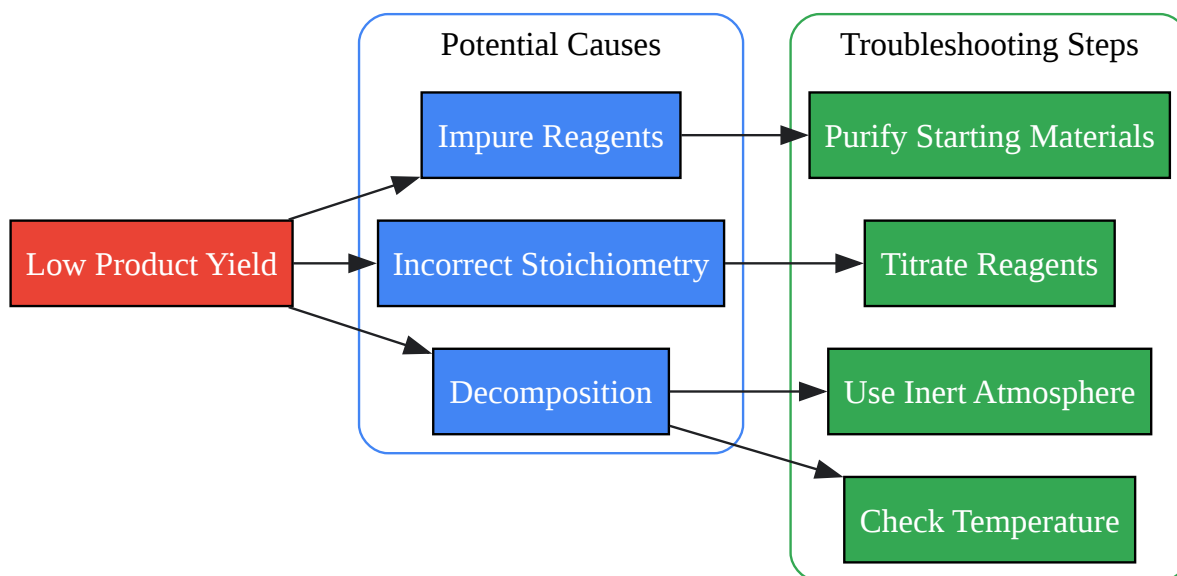 Potential Causes
Troubleshooting Steps
Impure Reagents
Purify Starting Materials
Low Product Yield
Incorrect Stoichiometry
Titrate Reagents
Decomposition
Use Inert Atmosphere
Check Temperature